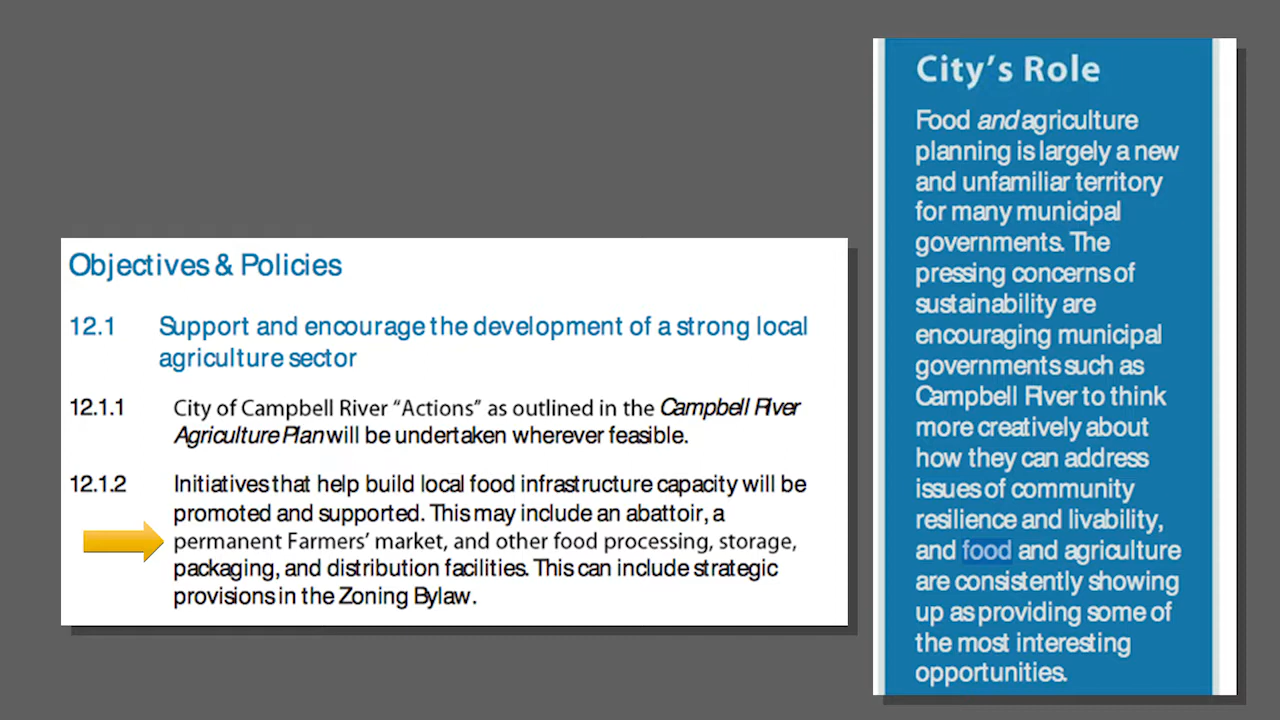 Objectives & Policies
12.1 Support and encourage the development of a strong local
agriculture sector
12.1.1 City of Campbell River “Actions” as outlined in the Campbell River
Agriculture Plan will be undertaken wherever feasible.
12.1.2 Initiatives that help build local food infrastructure capacity will be
promoted and supported. This may include an abattoir, a
permanent Farmers’ market, and other food processing, storage,
packaging, and distribution facilities. This can include strategic
provisions in the Zoning Bylaw.
City’s Role
Food and agriculture
planning is largely a new
and unfamiliar territory
for many municipal
governments. The
pressing concerns of
sustainability are
encouraging municipal
governments such as
Campbell River to think
more creatively about
how they can address
issues of community
resilience and livability,
and food and agriculture
are consistently showing
up as providing some of
the most interesting
opportunities.